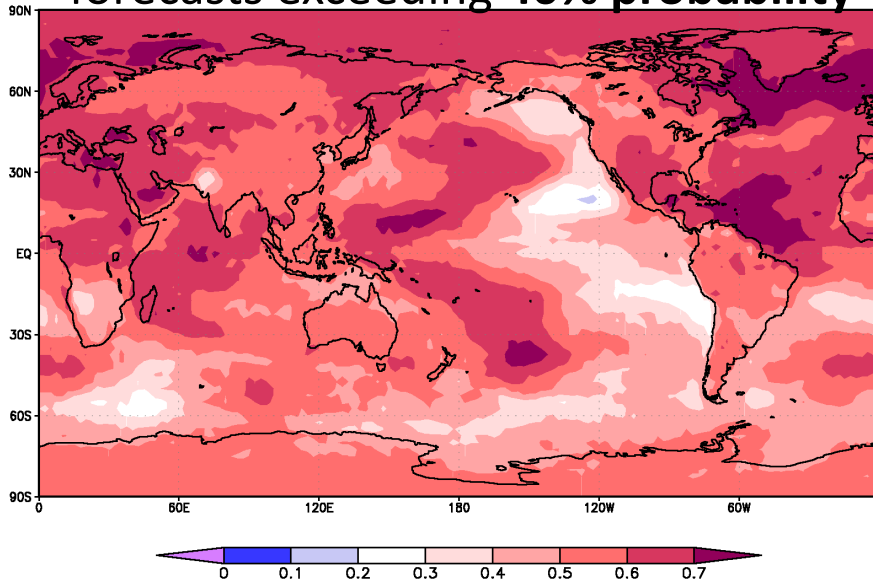 forecasts exceeding 40% probability
90N
60N
30N
EQ
30S
60S
90S
0 60E 120E 180 120W 60W
0 0.1 0.2 0.3 0.4 0.5 0.6 0.7